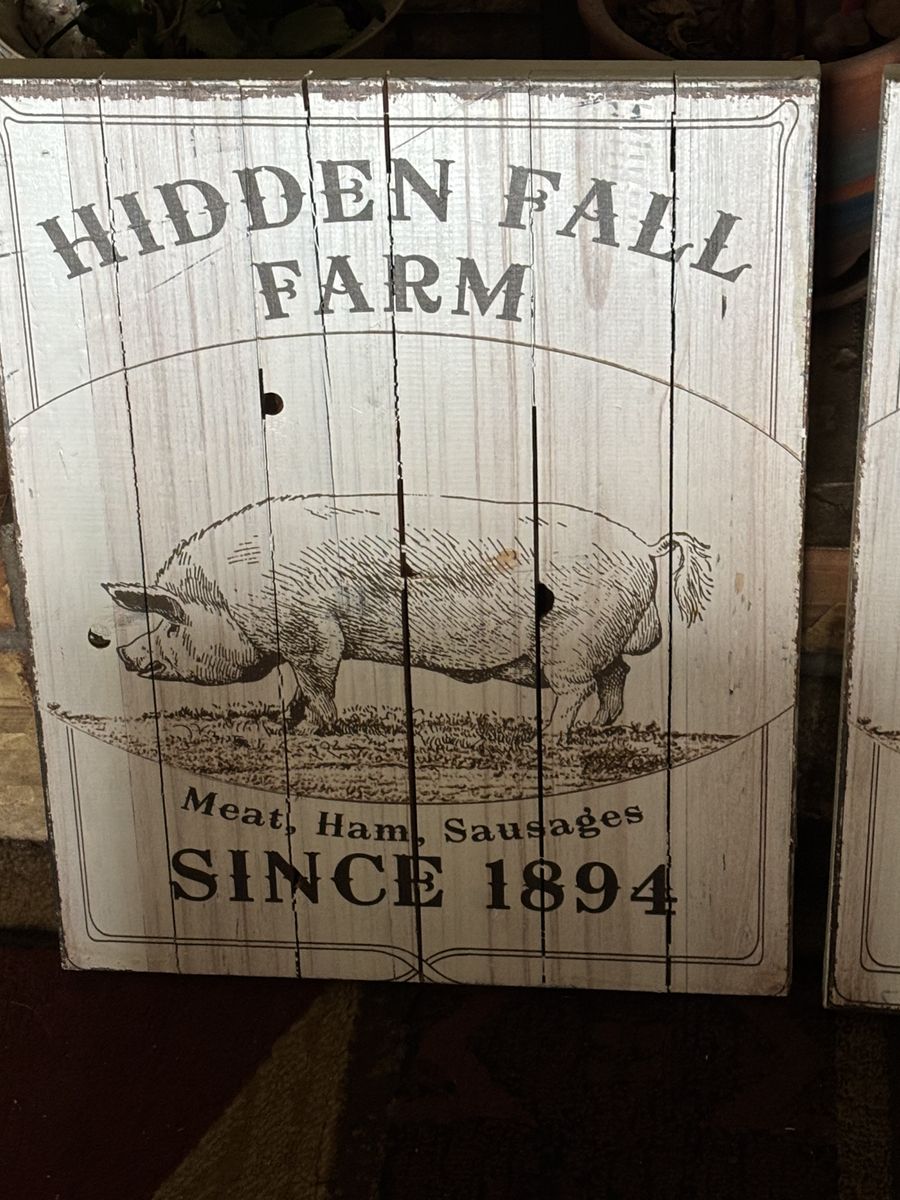 HIDDEN FALL
FARM
Meat, Ham, Sausages
SINCE 1894